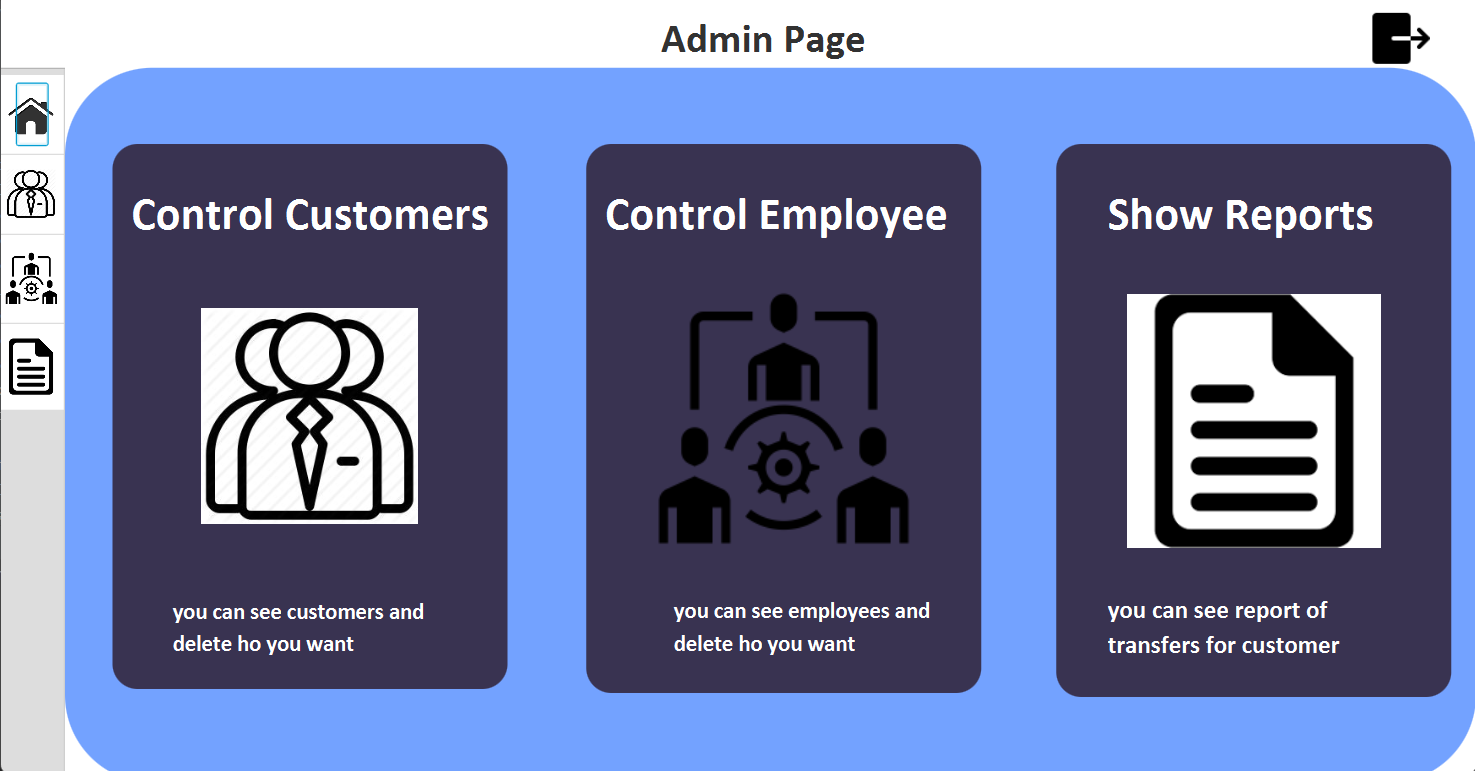 Admin Page
Control Customers
you can see customers and
delete ho you want
Control Employee
you can see employees and
delete ho you want
Show Reports
you can see report of
transfers for customer